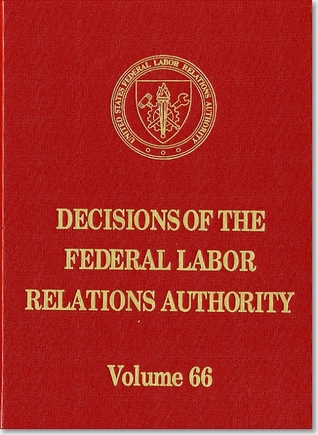 UNITED STATES FEDERAL LABOR RELATIONS AUTHORITY
DECISIONS OF THE
FEDERAL LABOR
RELATIONS AUTHORITY
Volume 66